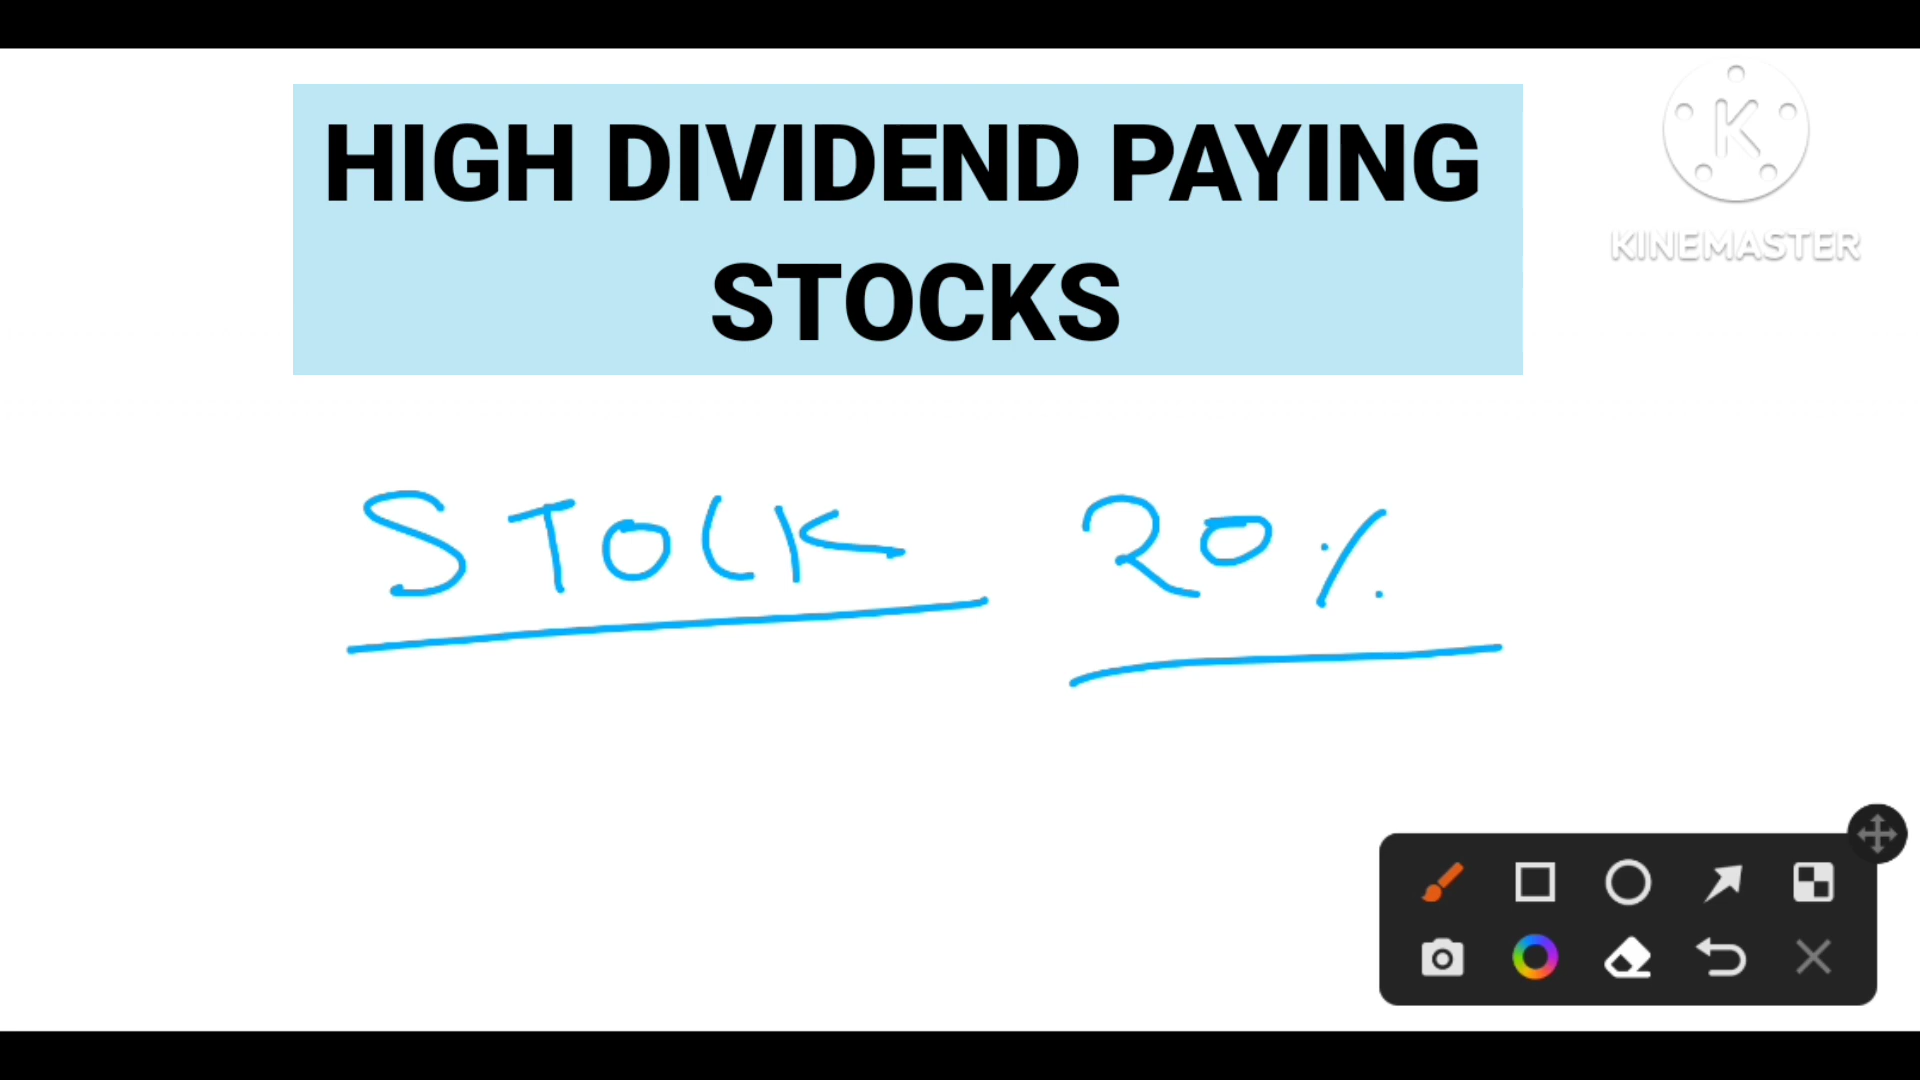 HIGH DIVIDEND PAYING
STOCKS
K
KINEMASTER
STOCK 20%